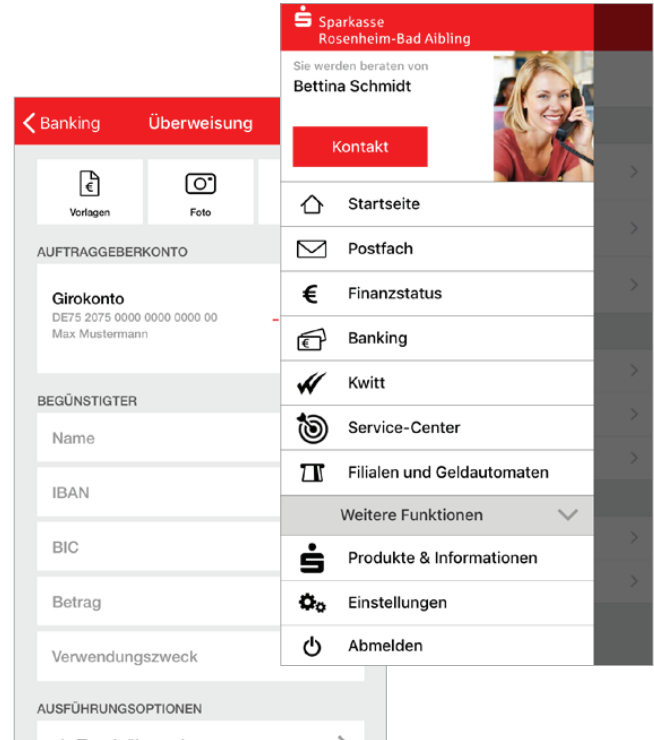 Sparkasse
Rosenheim-Bad Aibling
Sie werden beraten von
Bettina Schmidt
Kontakt
Startseite
Postfach
Finanzstatus
Banking
Kwitt
Service-Center
Filialen und Geldautomaten
Weitere Funktionen
Produkte & Informationen
Einstellungen
Abmelden
Banking
Überweisung
Vorlagen
Foto
AUFTRAGGEBERKONTO
Girokonto
DE75 2075 0000 0000 0000 00
Max Mustermann
BEGÜNSTIGTER
Name
IBAN
BIC
Betrag
Verwendungszweck
AUSFÜHRUNGSOPTIONEN